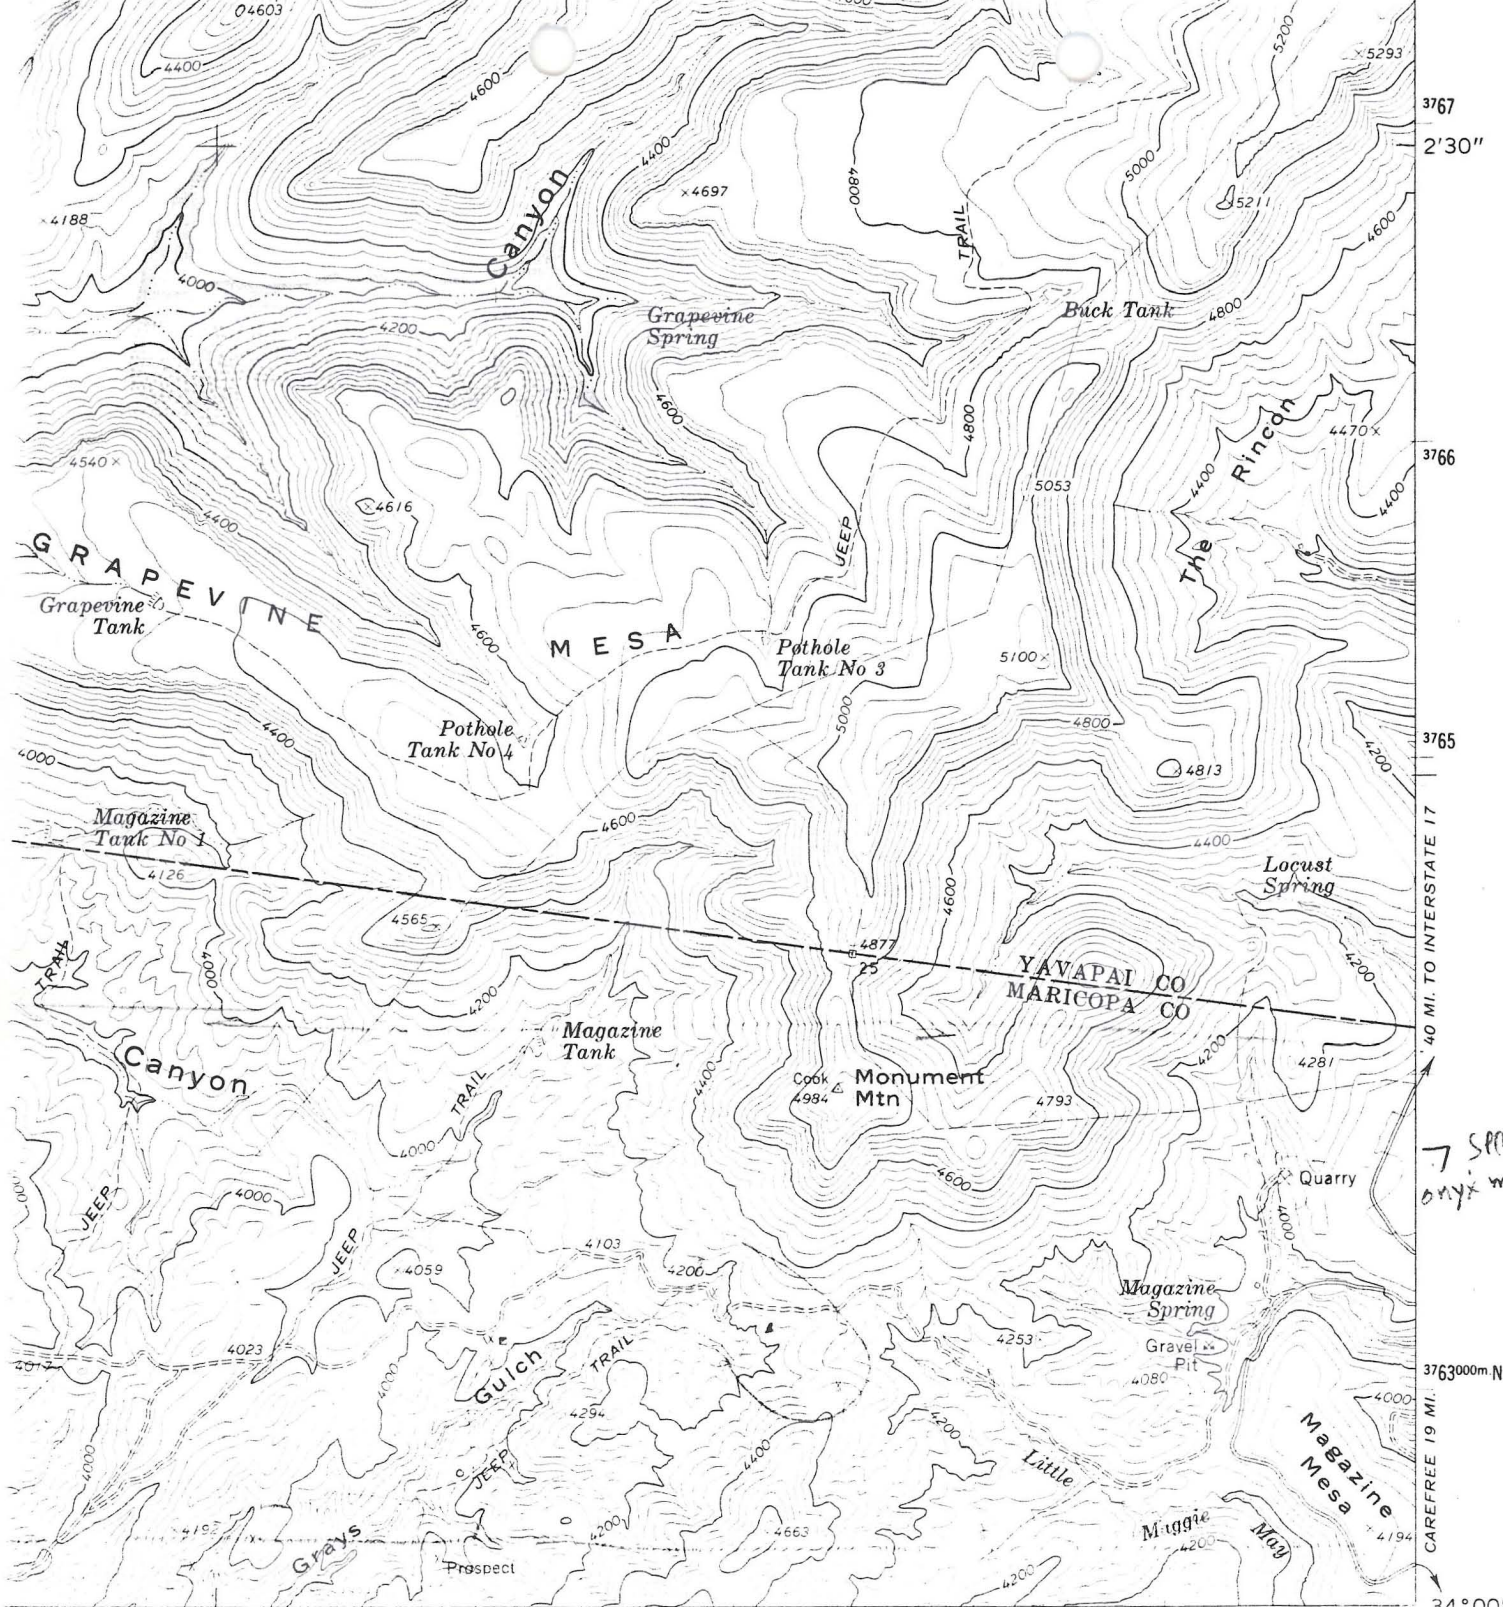 4603
4600
5200
×5293
4400
4600
³⁷67
2'30"
4400
5000
×4697
4800
5211
×4188
Canyon
TRAIL
4600
4000
Grapevine
Spring
Buck Tank
4800
4200
4600
4800
4470×
Rincon
3766
4540×
4400
5053
4400
×4616
4400
JEEP
The
GRAPEVINE
Grapevine
Tank
MESA
4600
Pothole
Tank No 3
5100×
Pothole
Tank No 4
5000
4800
3765
4400
4200
4000
×4813
Magazine
Tank No 1
4600
4126
4400
Locust
Spring
40 MI. TO INTERSTATE 17
4600
4565
4877
25
TRAIL
4000
YAVAPAI CO
MARICOPA CO
4200
4200
Magazine
Tank
4200
4281
Canyon
TRAIL
4400
Cook
4984
Monument
Mtn
4793
4000
4600
Quarry
onyx
JEEP
4000
4000
JEEP
4103
4059
4200
Magazine
Spring
4023
4017
4253
Gravel
Pit
4080
3763000m.N
Gulch
TRAIL
4000
4294
4200
4000
CAREFREE 19 MI.
4000
JEEP
4400
Little
Magazine
Mesa
4192
4200
×4663
Maggie
May
4200
×4194
Grays
Prospect
4200